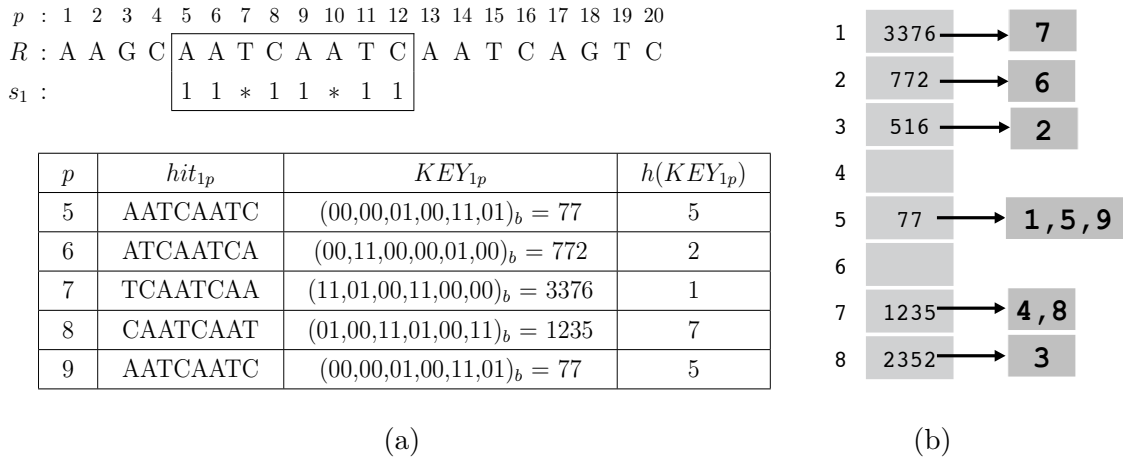 p : 1 2 3 4 5 6 7 8 9 10 11 12 13 14 15 16 17 18 19 20
R : A A G C A A T C A A T C A A T C A G T C
s₁ : 1 1 * 1 1 * 1 1
p hit₁ₚ KEY₁ₚ h(KEY₁ₚ)
5 AATCAATC (00,00,01,00,11,01)b = 77 5
6 ATCAATCA (00,11,00,00,01,00)b = 772 2
7 TCAATCAA (11,01,00,11,00,00)b = 3376 1
8 CAATCAAT (01,00,11,01,00,11)b = 1235 7
9 AATCAATC (00,00,01,00,11,01)b = 77 5
(a)
1 3376 7
2 772 6
3 516 2
4
5 77 1,5,9
6
7 1235 4,8
8 2352 3
(b)